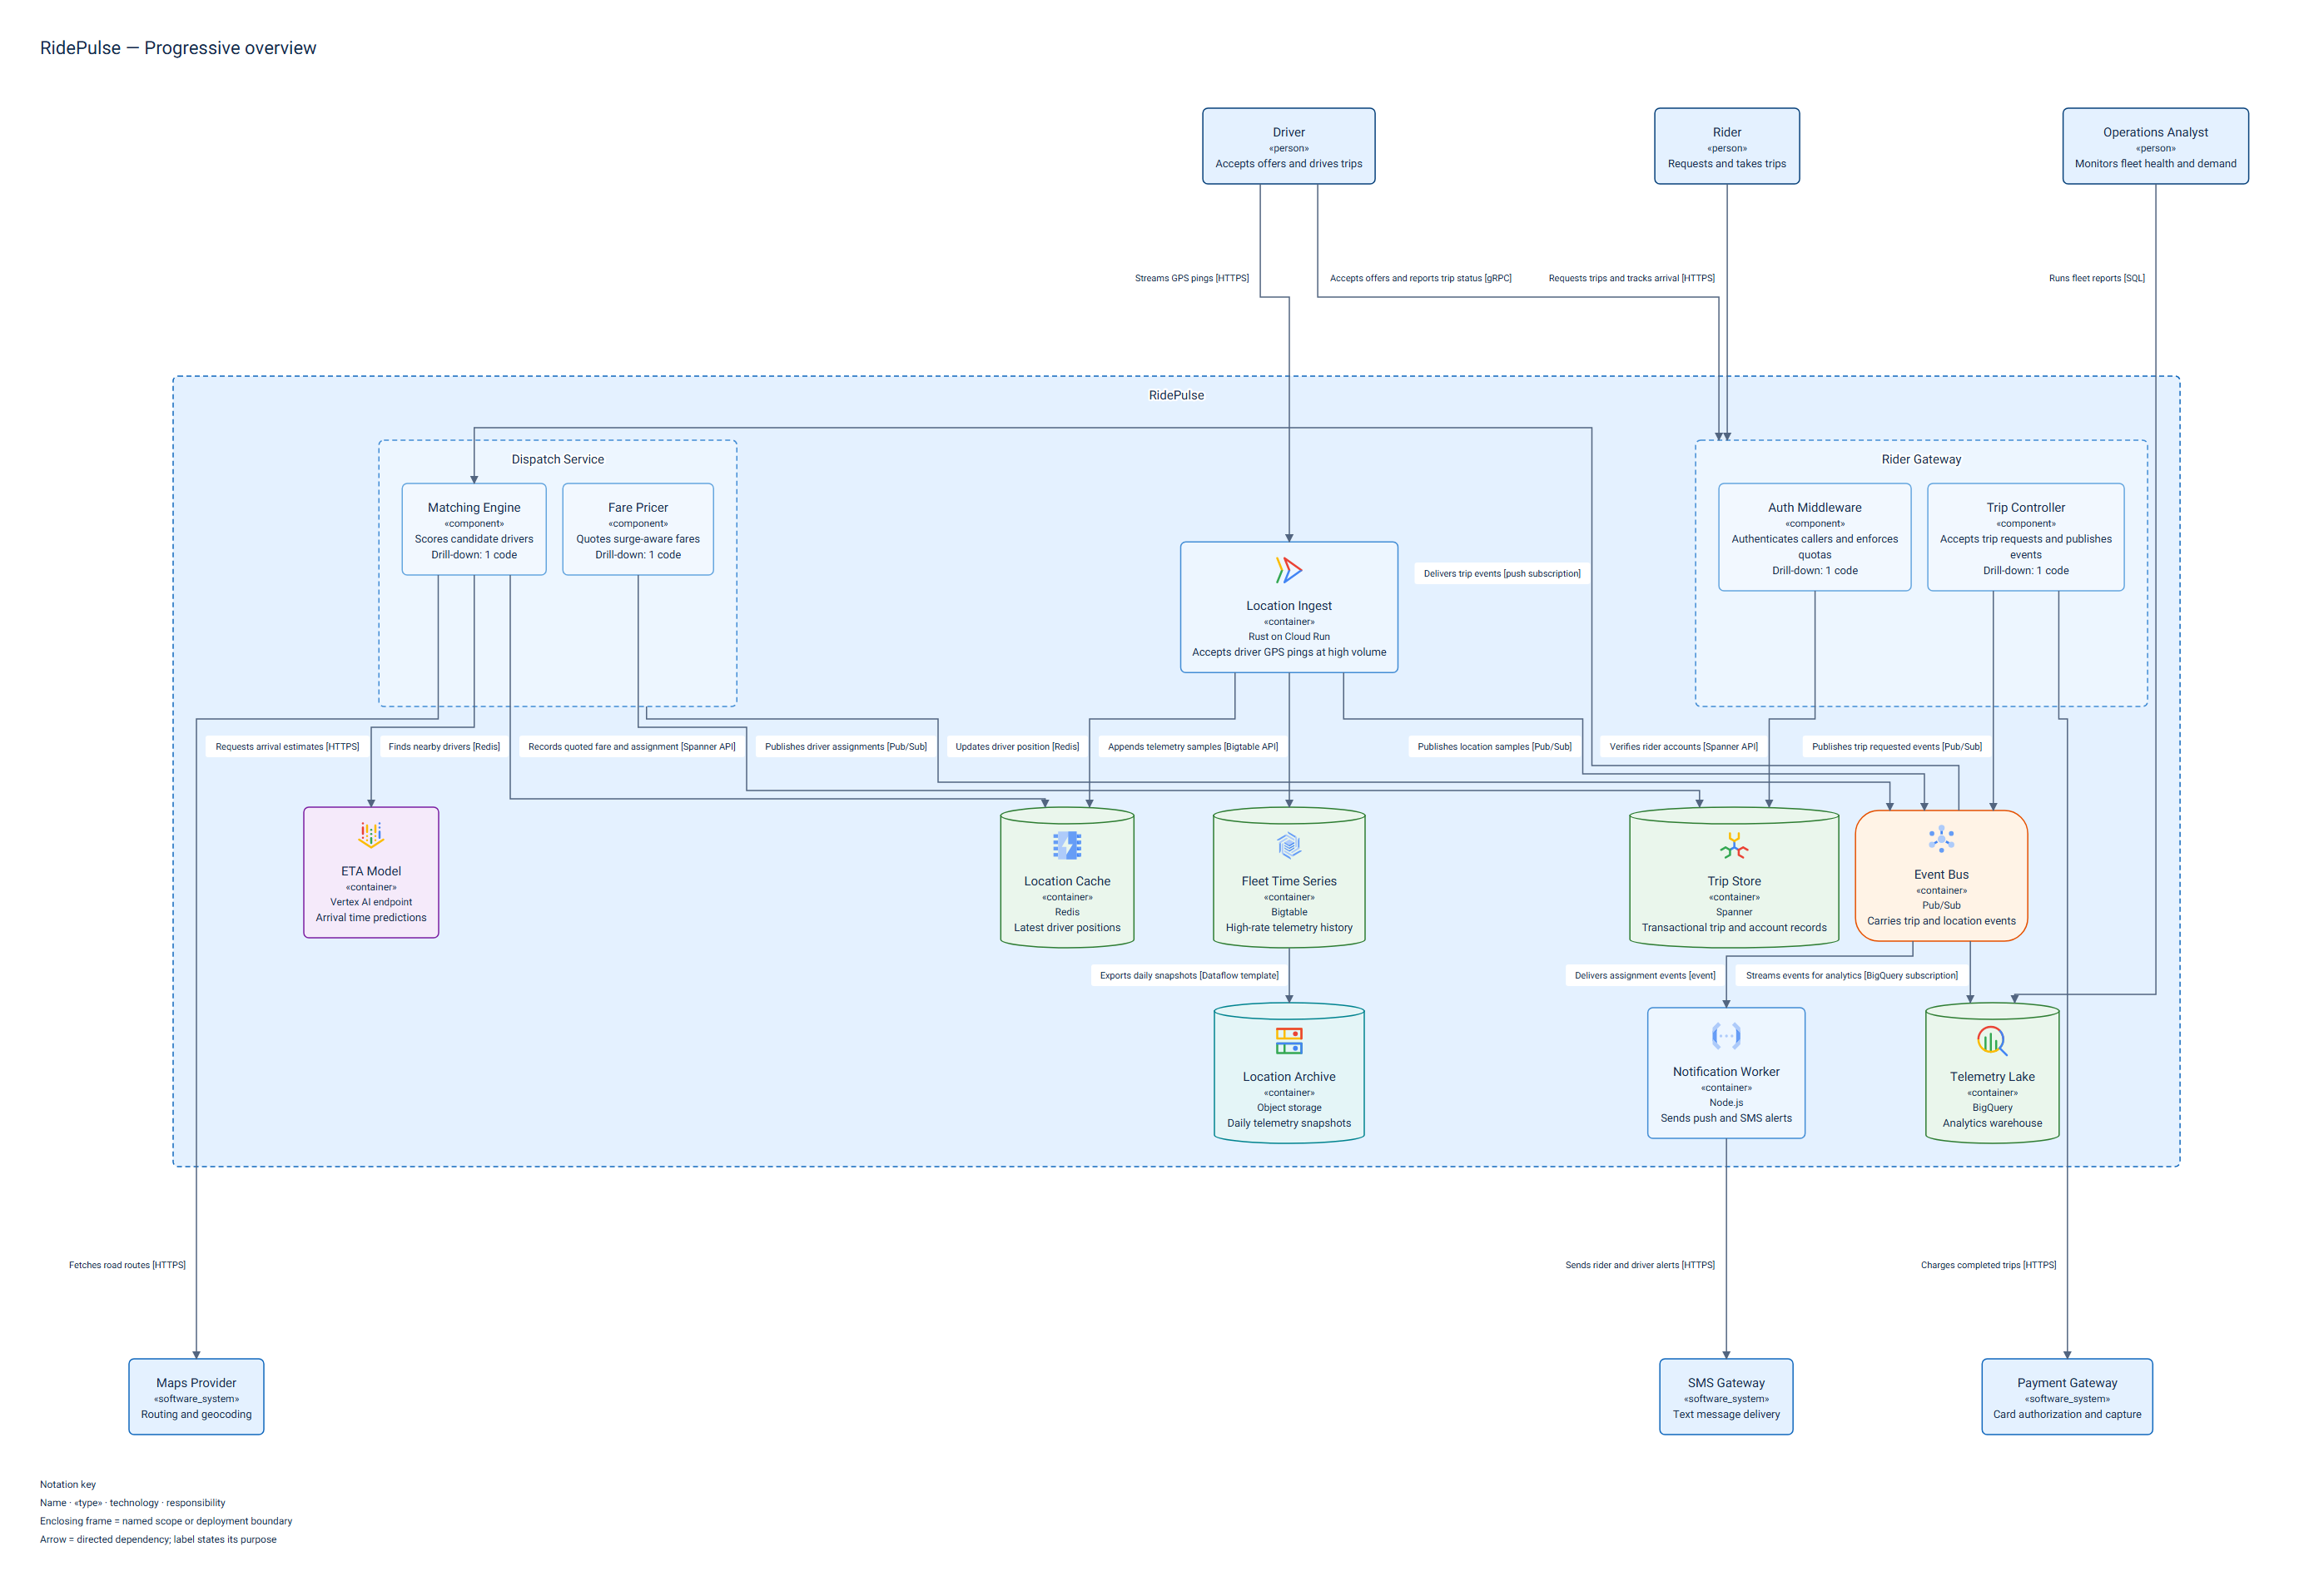 RidePulse — Progressive overview
Driver
«person»
Accepts offers and drives trips
Rider
«person»
Requests and takes trips
Operations Analyst
«person»
Monitors fleet health and demand
Streams GPS pings [HTTPS]
Accepts offers and reports trip status [gRPC]
Requests trips and tracks arrival [HTTPS]
Runs fleet reports [SQL]
RidePulse
Dispatch Service
Rider Gateway
Matching Engine
«component»
Scores candidate drivers
Drill-down: 1 code
Fare Pricer
«component»
Quotes surge-aware fares
Drill-down: 1 code
Auth Middleware
«component»
Authenticates callers and enforces
quotas
Drill-down: 1 code
Trip Controller
«component»
Accepts trip requests and publishes
events
Drill-down: 1 code
Location Ingest
«container»
Rust on Cloud Run
Accepts driver GPS pings at high volume
Delivers trip events [push subscription]
Requests arrival estimates [HTTPS]
Finds nearby drivers [Redis]
Records quoted fare and assignment [Spanner API]
Publishes driver assignments [Pub/Sub]
Updates driver position [Redis]
Appends telemetry samples [Bigtable API]
Publishes location samples [Pub/Sub]
Verifies rider accounts [Spanner API]
Publishes trip requested events [Pub/Sub]
ETA Model
«container»
Vertex AI endpoint
Arrival time predictions
Location Cache
«container»
Redis
Latest driver positions
Fleet Time Series
«container»
Bigtable
High-rate telemetry history
Trip Store
«container»
Spanner
Transactional trip and account records
Event Bus
«container»
Pub/Sub
Carries trip and location events
Exports daily snapshots [Dataflow template]
Delivers assignment events [event]
Streams events for analytics [BigQuery subscription]
Location Archive
«container»
Object storage
Daily telemetry snapshots
Notification Worker
«container»
Node.js
Sends push and SMS alerts
Telemetry Lake
«container»
BigQuery
Analytics warehouse
Fetches road routes [HTTPS]
Sends rider and driver alerts [HTTPS]
Charges completed trips [HTTPS]
Maps Provider
«software_system»
Routing and geocoding
SMS Gateway
«software_system»
Text message delivery
Payment Gateway
«software_system»
Card authorization and capture
Notation key
Name · «type» · technology · responsibility
Enclosing frame = named scope or deployment boundary
Arrow = directed dependency; label states its purpose